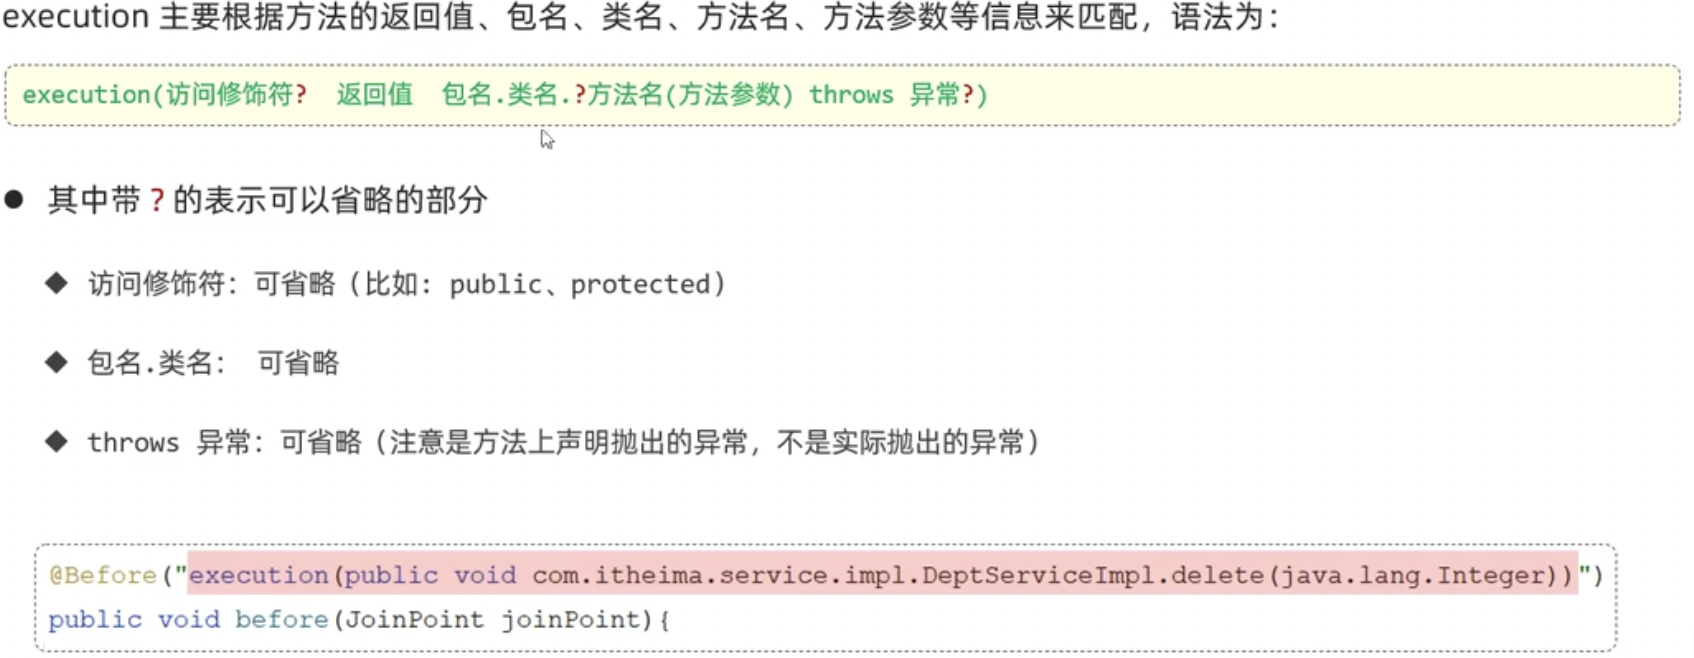 execution 主要根据方法的返回值、包名、类名、方法名、方法参数等信息来匹配，语法为：
execution(访问修饰符? 返回值 包名.类名.?方法名(方法参数) throws 异常?)
● 其中带 ? 的表示可以省略的部分
◆ 访问修饰符：可省略（比如: public、protected）
◆ 包名.类名： 可省略
◆ throws 异常：可省略（注意是方法上声明抛出的异常，不是实际抛出的异常）
@Before("execution(public void com.itheima.service.impl.DeptServiceImpl.delete(java.lang.Integer))")
public void before(JoinPoint joinPoint){